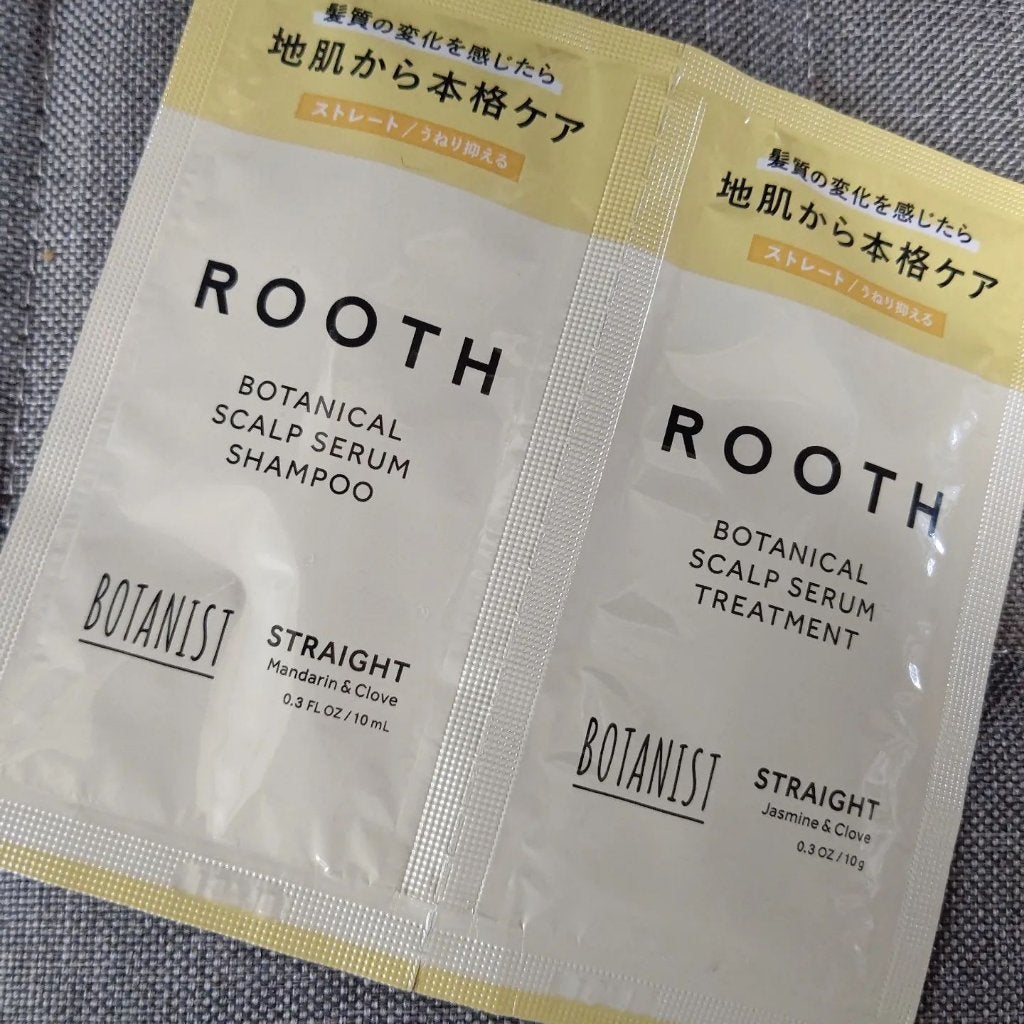 髪質の変化を感じたら
地肌から本格ケア
ストレート/うねり抑える
ROOTH
BOTANICAL
SCALP SERUM
SHAMPOO
BOTANIST
STRAIGHT
Mandarin & Clove
0.3 FL OZ / 10 mL
髪質の変化を感じたら
地肌から本格ケア
ストレート/うねり抑える
ROOTH
BOTANICAL
SCALP SERUM
TREATMENT
BOTANIST
STRAIGHT
Jasmine & Clove
0.3 OZ / 10g